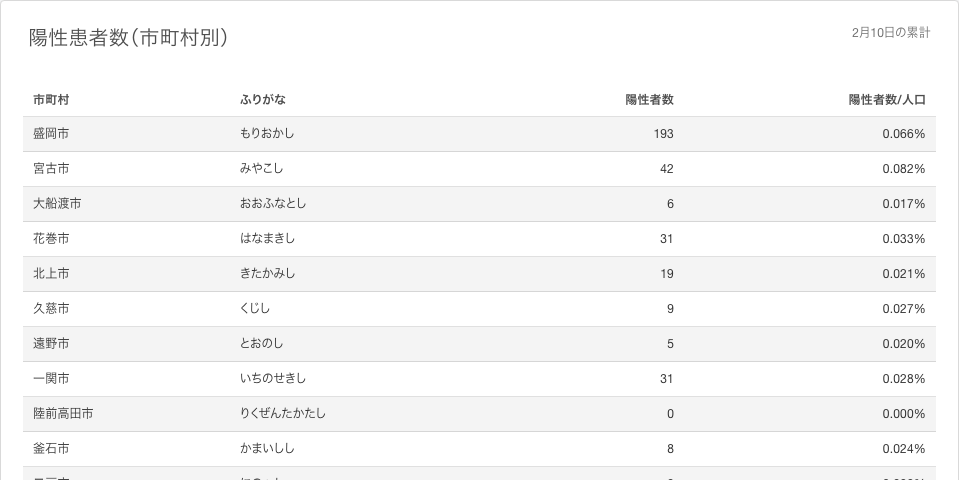 陽性患者数（市町村別）
2月10日の累計
市町村 ふりがな 陽性者数 陽性者数/人口
盛岡市 もりおかし 193 0.066%
宮古市 みやこし 42 0.082%
大船渡市 おおふなとし 6 0.017%
花巻市 はなまきし 31 0.033%
北上市 きたかみし 19 0.021%
久慈市 くじし 9 0.027%
遠野市 とおのし 5 0.020%
一関市 いちのせきし 31 0.028%
陸前高田市 りくぜんたかたし 0 0.000%
釜石市 かまいしし 8 0.024%